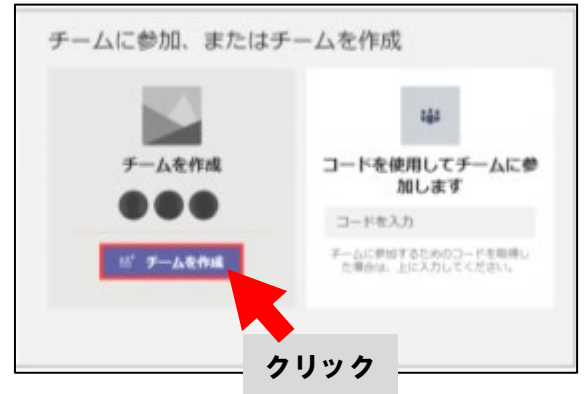 チームに参加、またはチームを作成
チームを作成
チームを作成
コードを使用してチームに参
加します
コードを入力
チームに参加するためのコードを取得し
た場合は、上に入力してください。
クリック